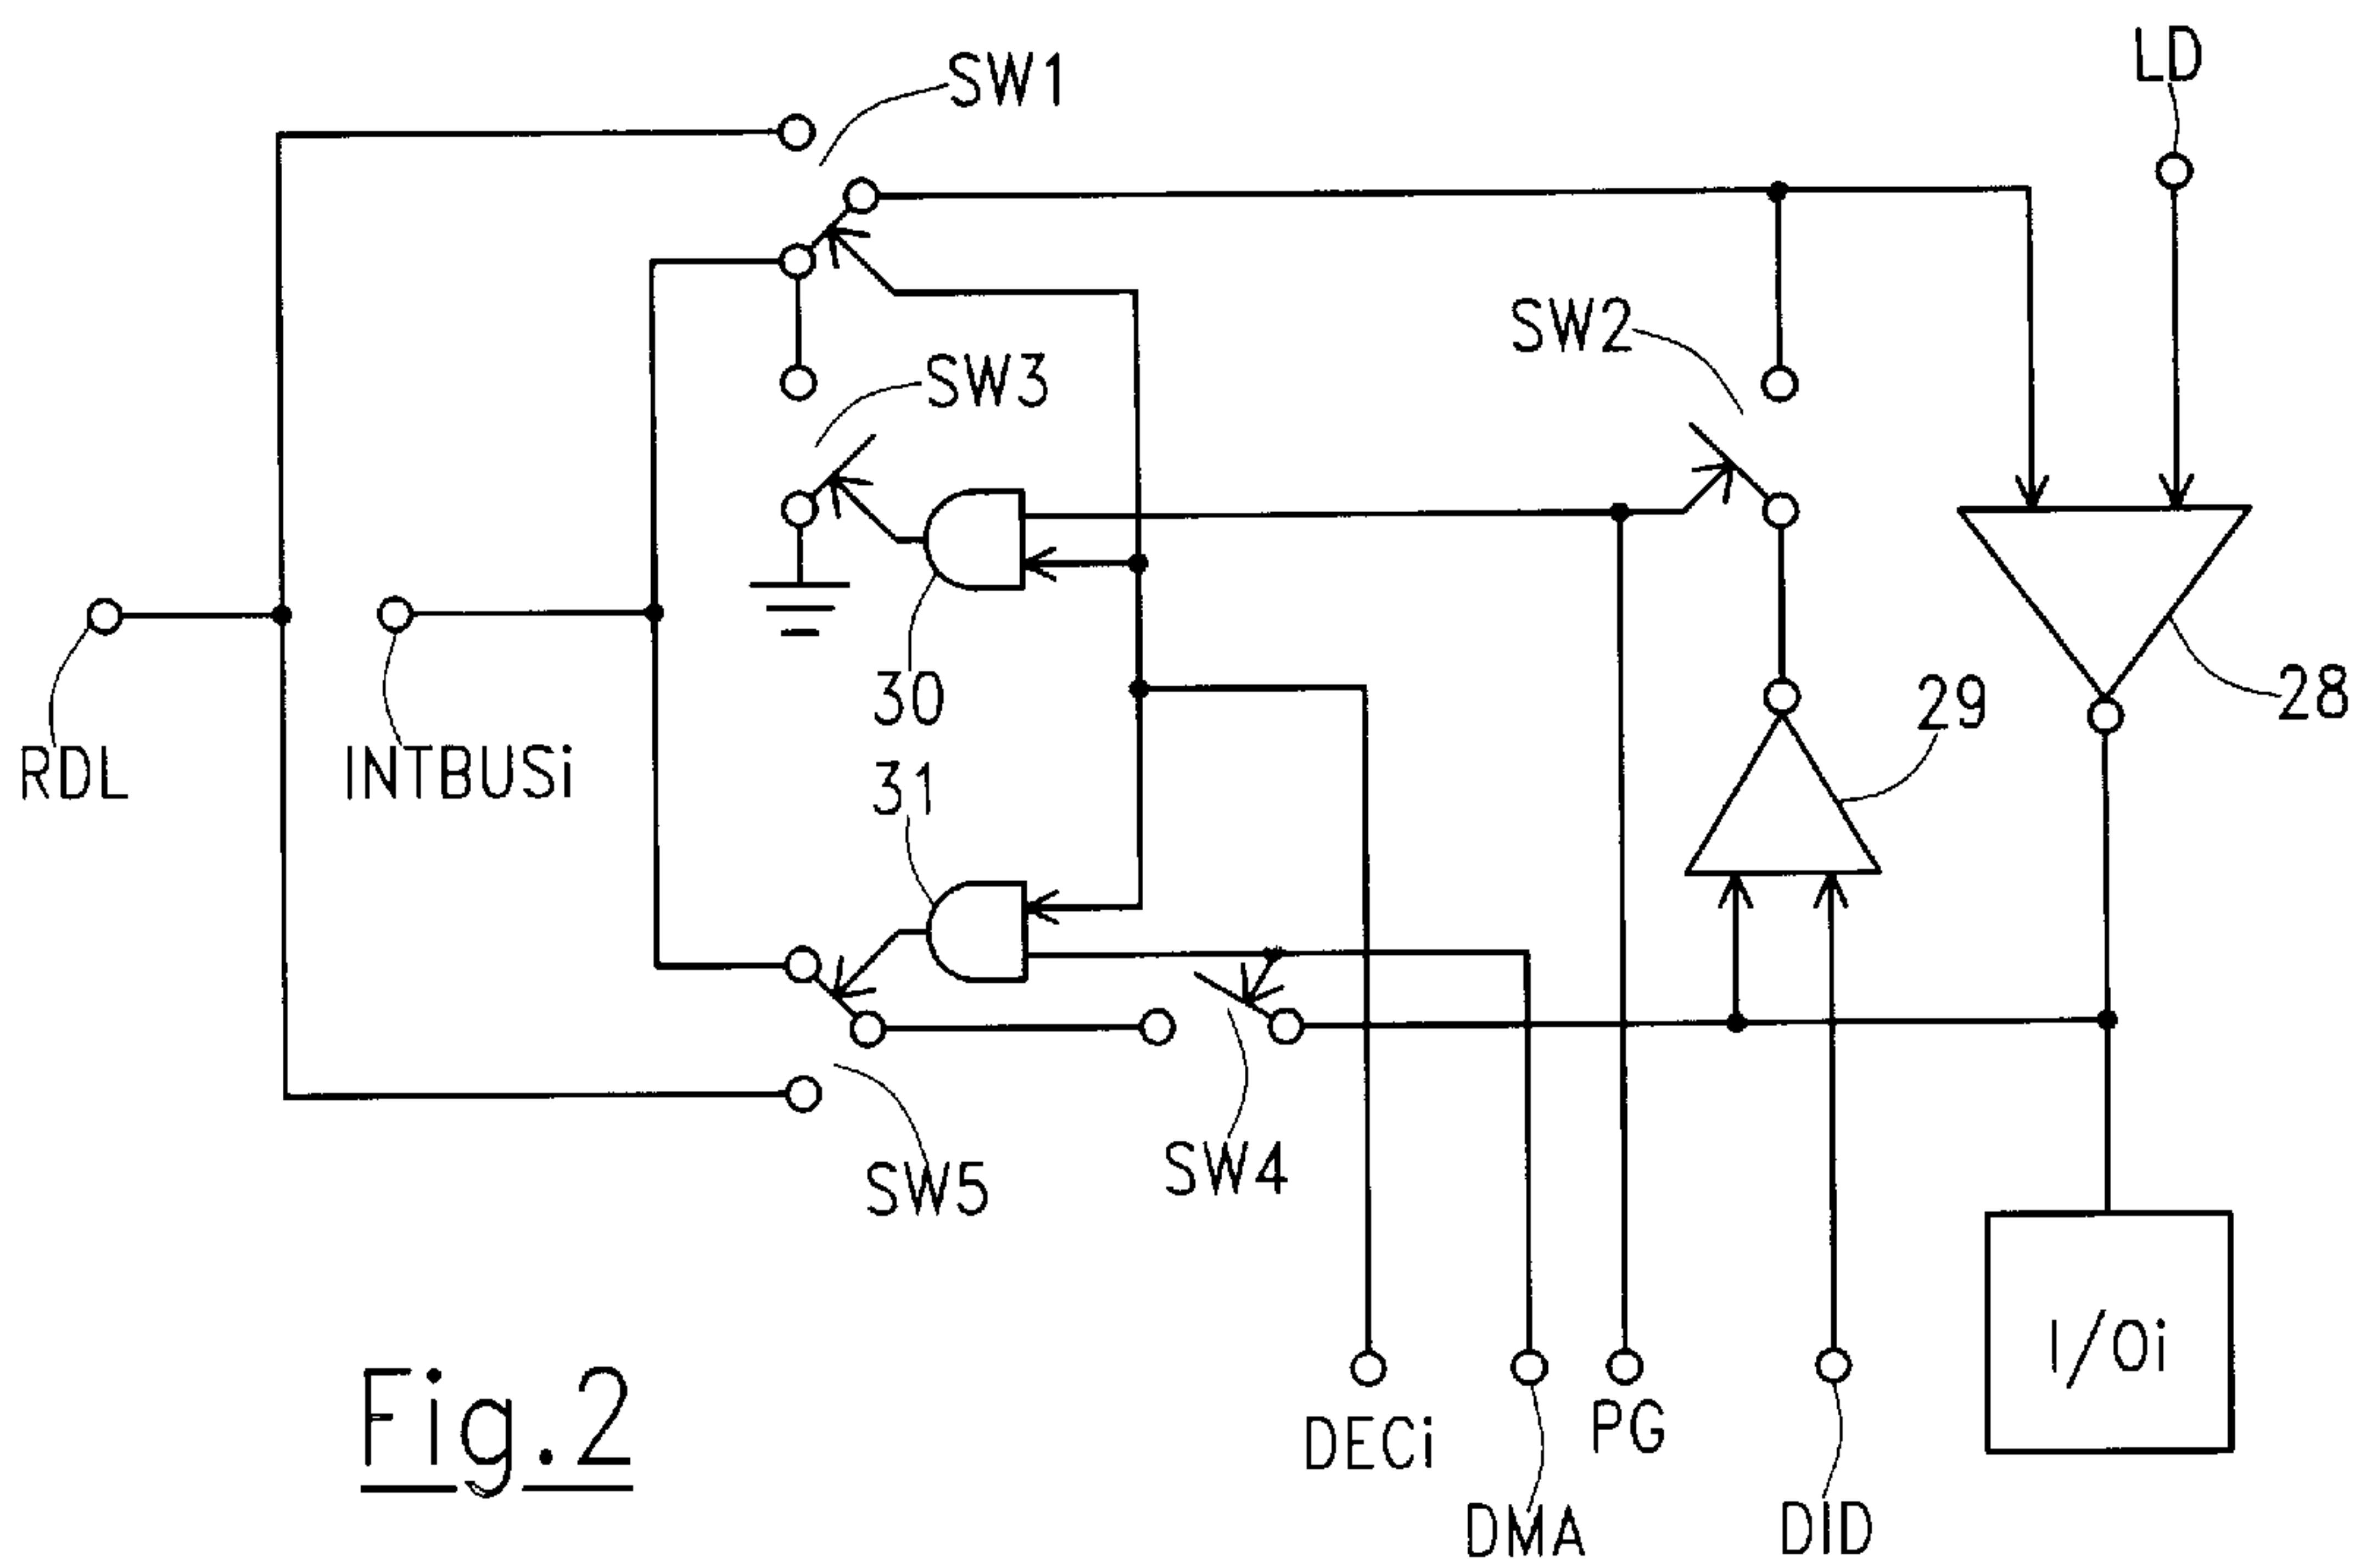 LD
SW1
SW2
SW3
30
29
28
RDL
INTBUSi
31
SW4
SW5
I/Oi
DECi
PG
DMA
DID
Fig.2